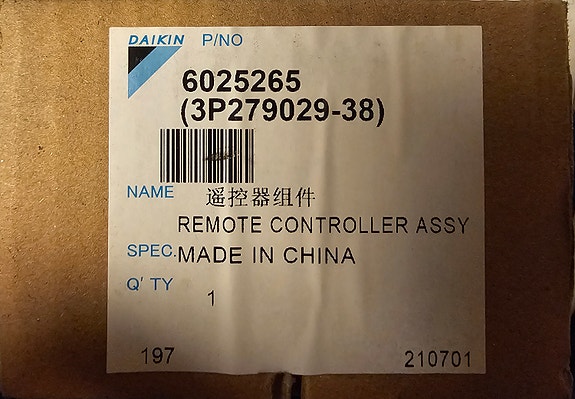 DAIKIN P/NO
6025265
(3P279029-38)
NAME 遥控器组件
REMOTE CONTROLLER ASSY
SPEC. MADE IN CHINA
Q' TY 1
197 210701